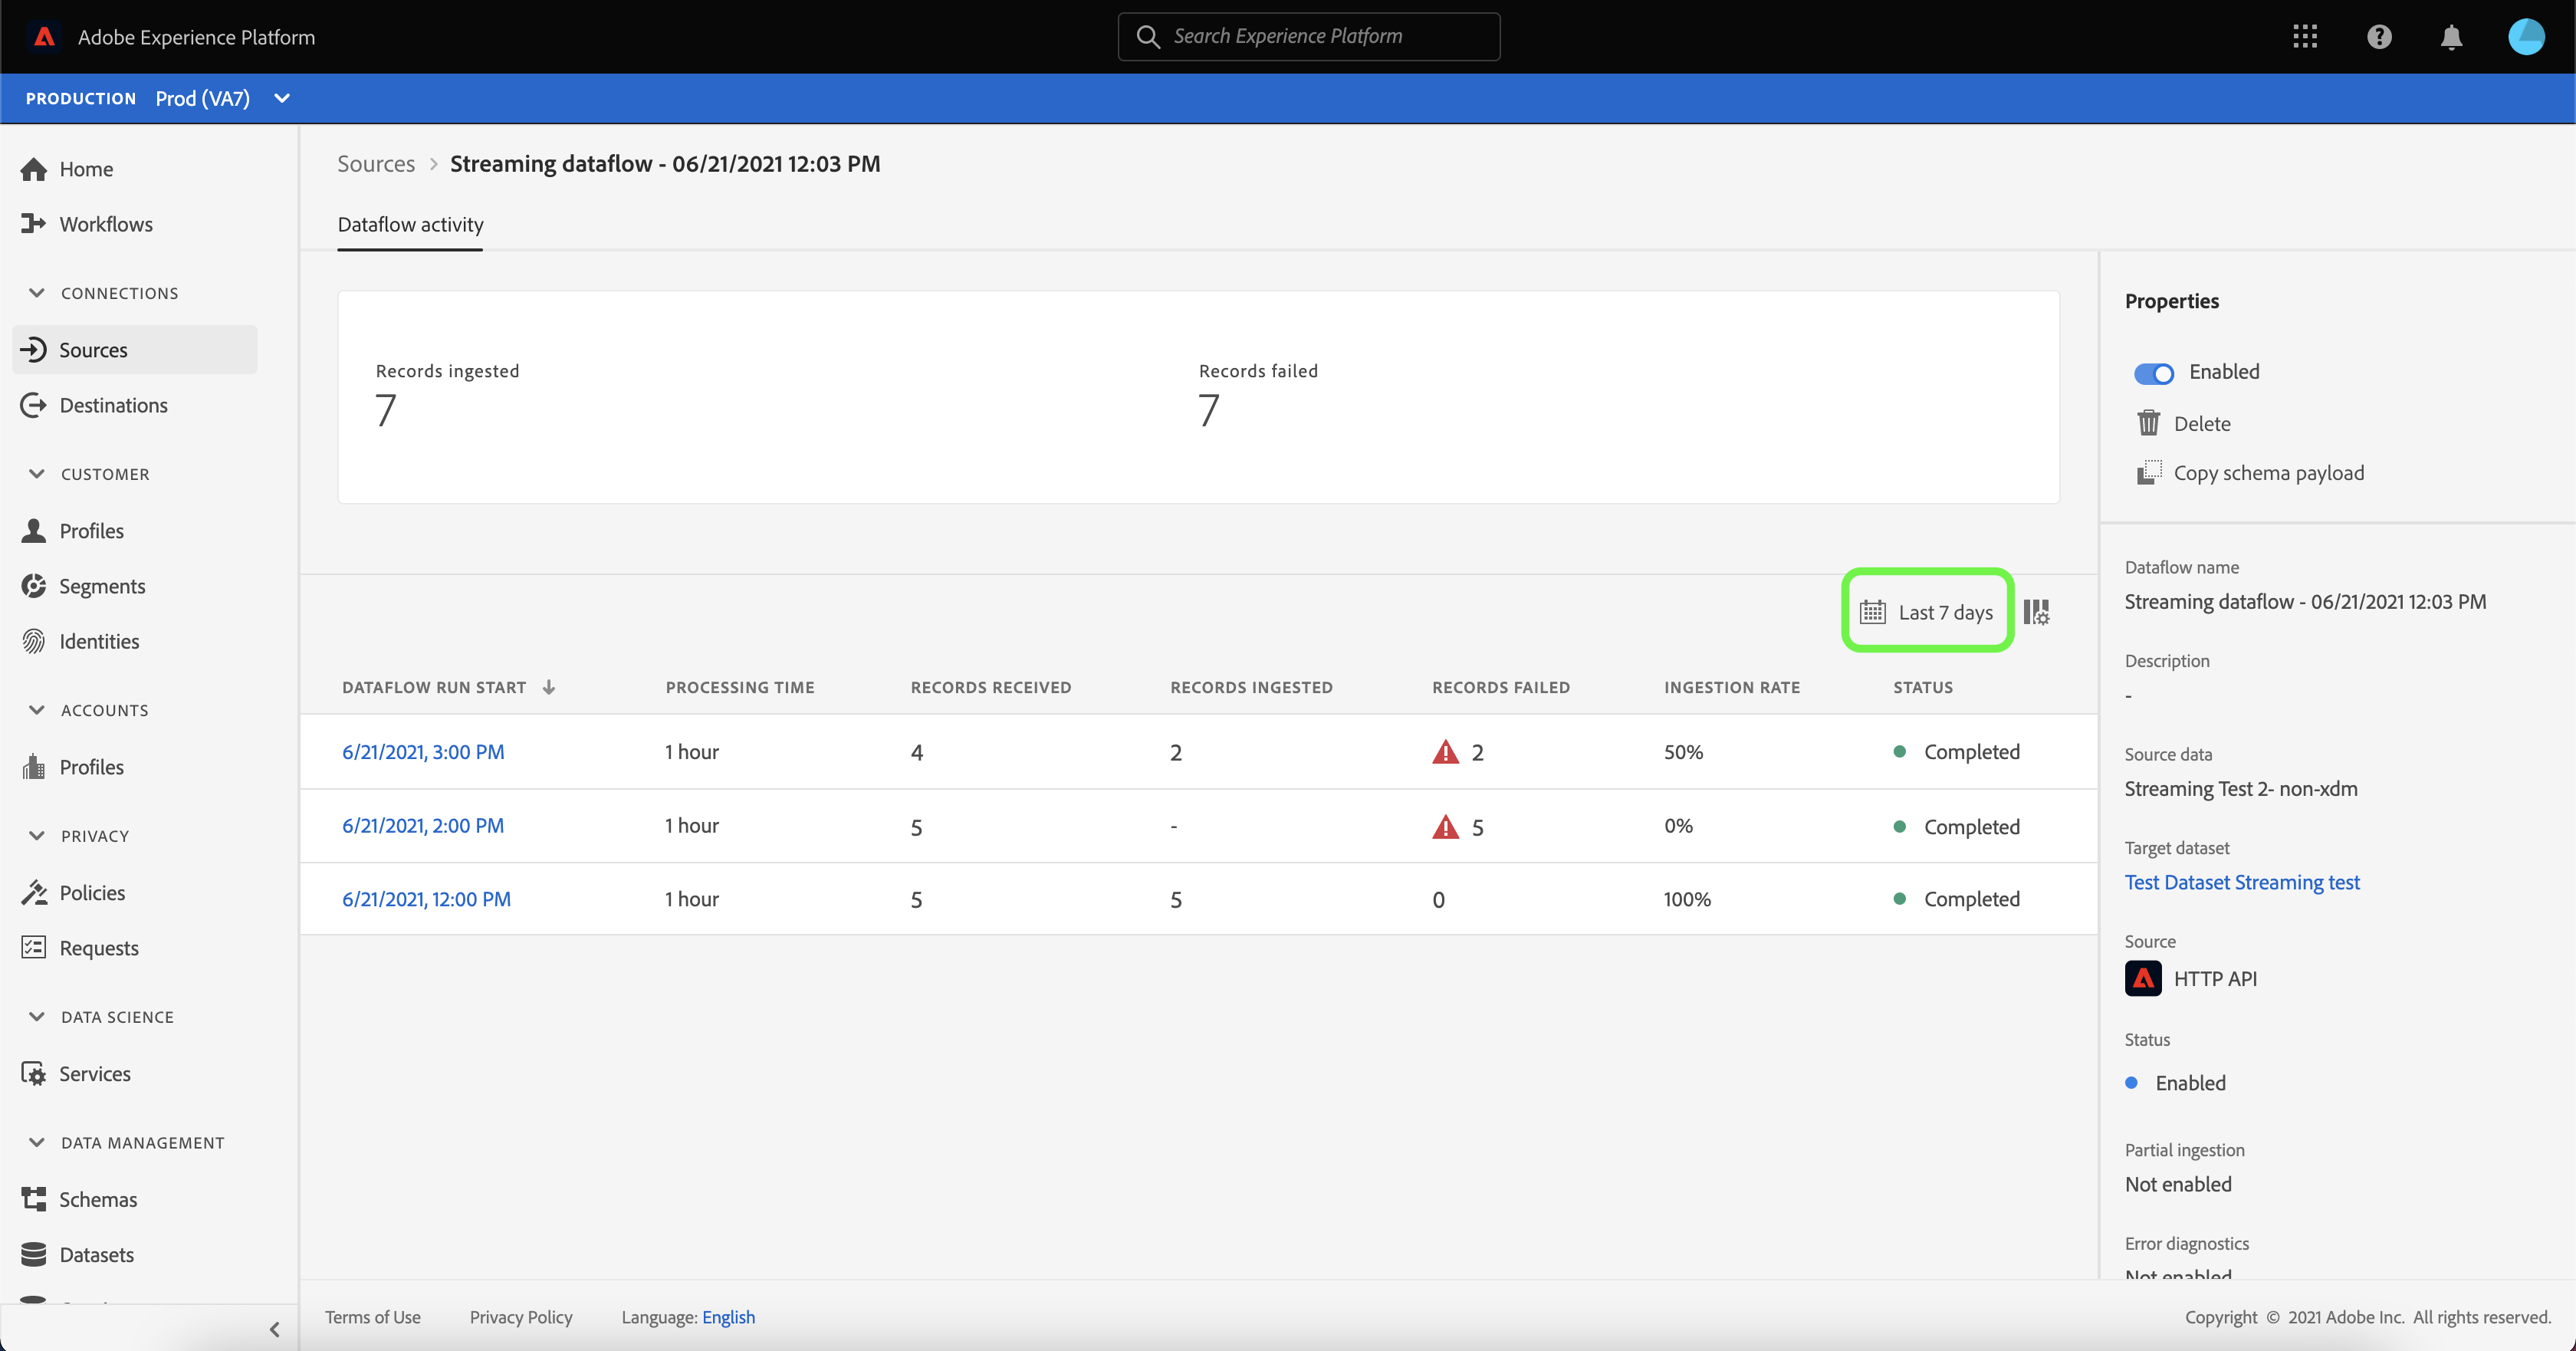 Adobe Experience Platform
Search Experience Platform
PRODUCTION Prod (VA7)
Home
Workflows
CONNECTIONS
Sources
Destinations
CUSTOMER
Profiles
Segments
Identities
ACCOUNTS
Profiles
PRIVACY
Policies
Requests
DATA SCIENCE
Services
DATA MANAGEMENT
Schemas
Datasets
Sources > Streaming dataflow - 06/21/2021 12:03 PM
Dataflow activity
Records ingested Records failed
7 7
Last 7 days
DATAFLOW RUN START PROCESSING TIME RECORDS RECEIVED RECORDS INGESTED RECORDS FAILED INGESTION RATE STATUS
6/21/2021, 3:00 PM 1 hour 4 2 2 50% Completed
6/21/2021, 2:00 PM 1 hour 5 - 5 0% Completed
6/21/2021, 12:00 PM 1 hour 5 5 0 100% Completed
Properties
Enabled
Delete
Copy schema payload
Dataflow name
Streaming dataflow - 06/21/2021 12:03 PM
Description
-
Source data
Streaming Test 2- non-xdm
Target dataset
Test Dataset Streaming test
Source
HTTP API
Status
Enabled
Partial ingestion
Not enabled
Error diagnostics
Not enabled
Terms of Use Privacy Policy Language: English Copyright © 2021 Adobe Inc. All rights reserved.